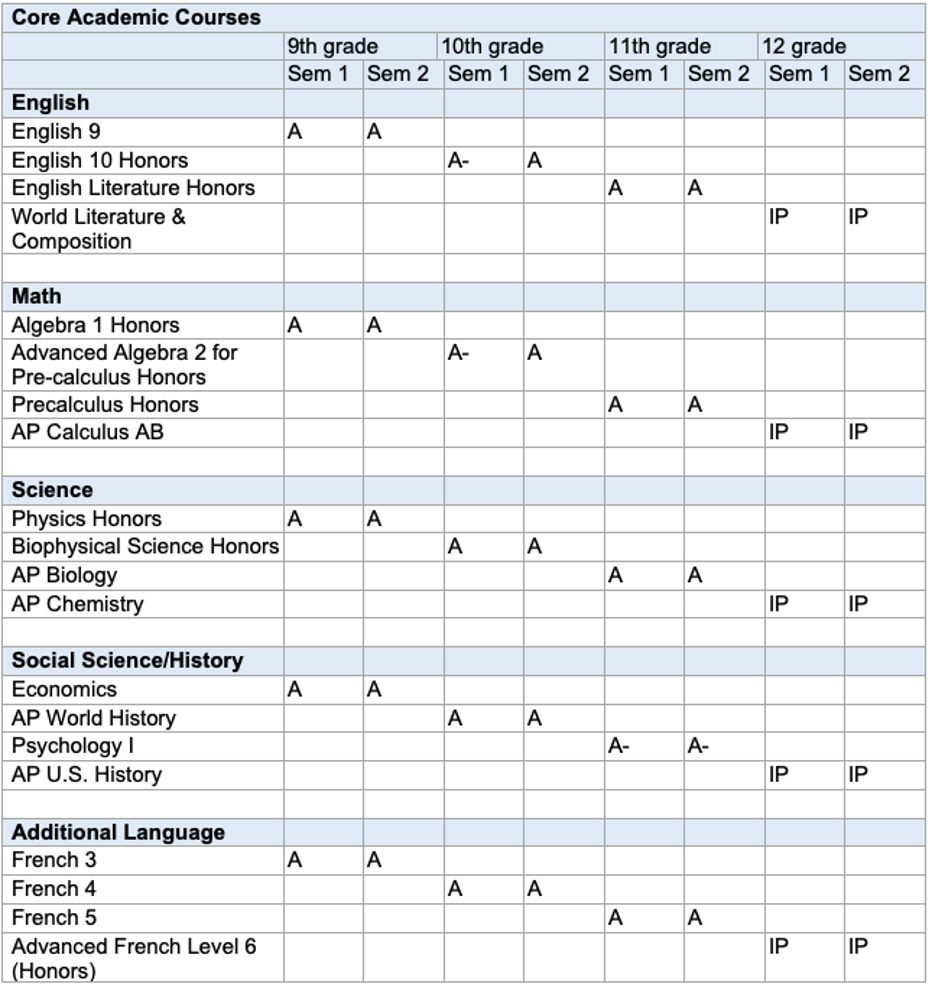 Core Academic Courses
9th grade 10th grade 11th grade 12 grade
Sem 1 Sem 2 Sem 1 Sem 2 Sem 1 Sem 2 Sem 1 Sem 2
English
English 9 A A
English 10 Honors A- A
English Literature Honors A A
World Literature & IP IP
Composition
Math
Algebra 1 Honors A A
Advanced Algebra 2 for A- A
Pre-calculus Honors
Precalculus Honors A A
AP Calculus AB IP IP
Science
Physics Honors A A
Biophysical Science Honors A A
AP Biology A A
AP Chemistry IP IP
Social Science/History
Economics A A
AP World History A A
Psychology I A- A-
AP U.S. History IP IP
Additional Language
French 3 A A
French 4 A A
French 5 A A
Advanced French Level 6 IP IP
(Honors)